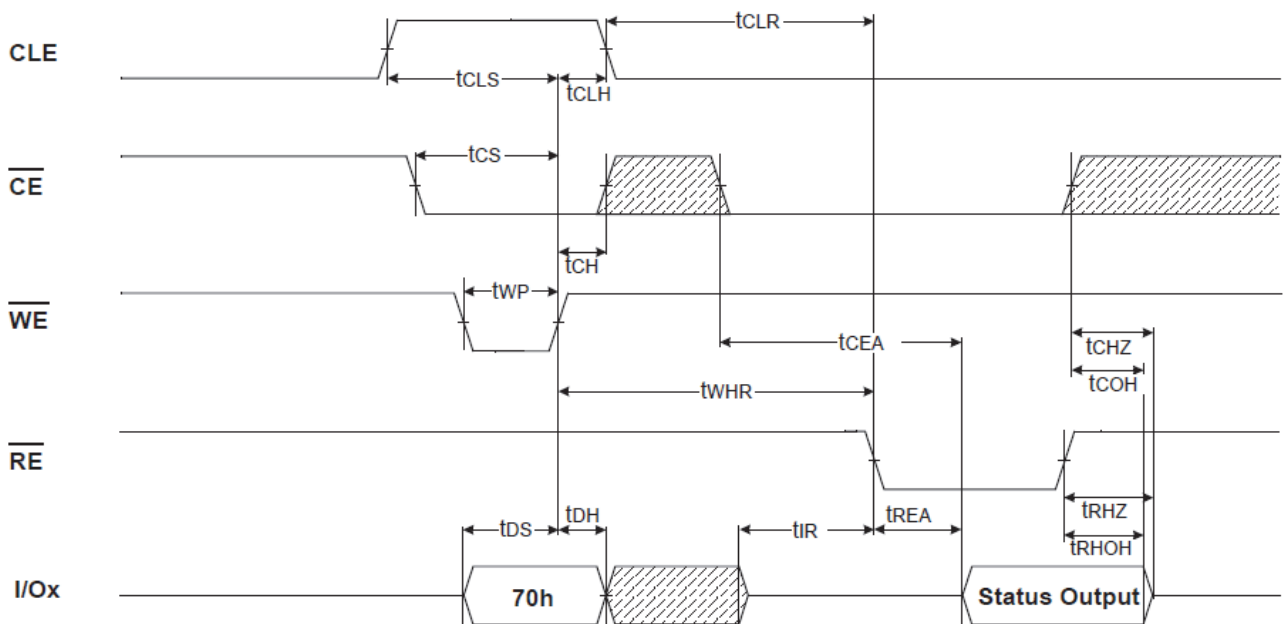 tCLR
CLE
tCLS
tCLH
tCS
CE
tCH
tWP
WE
tCEA
tCHZ
tCOH
tWHR
RE
tDS
tDH
tIR
tREA
tRHZ
tRHOH
I/Ox
70h
Status Output